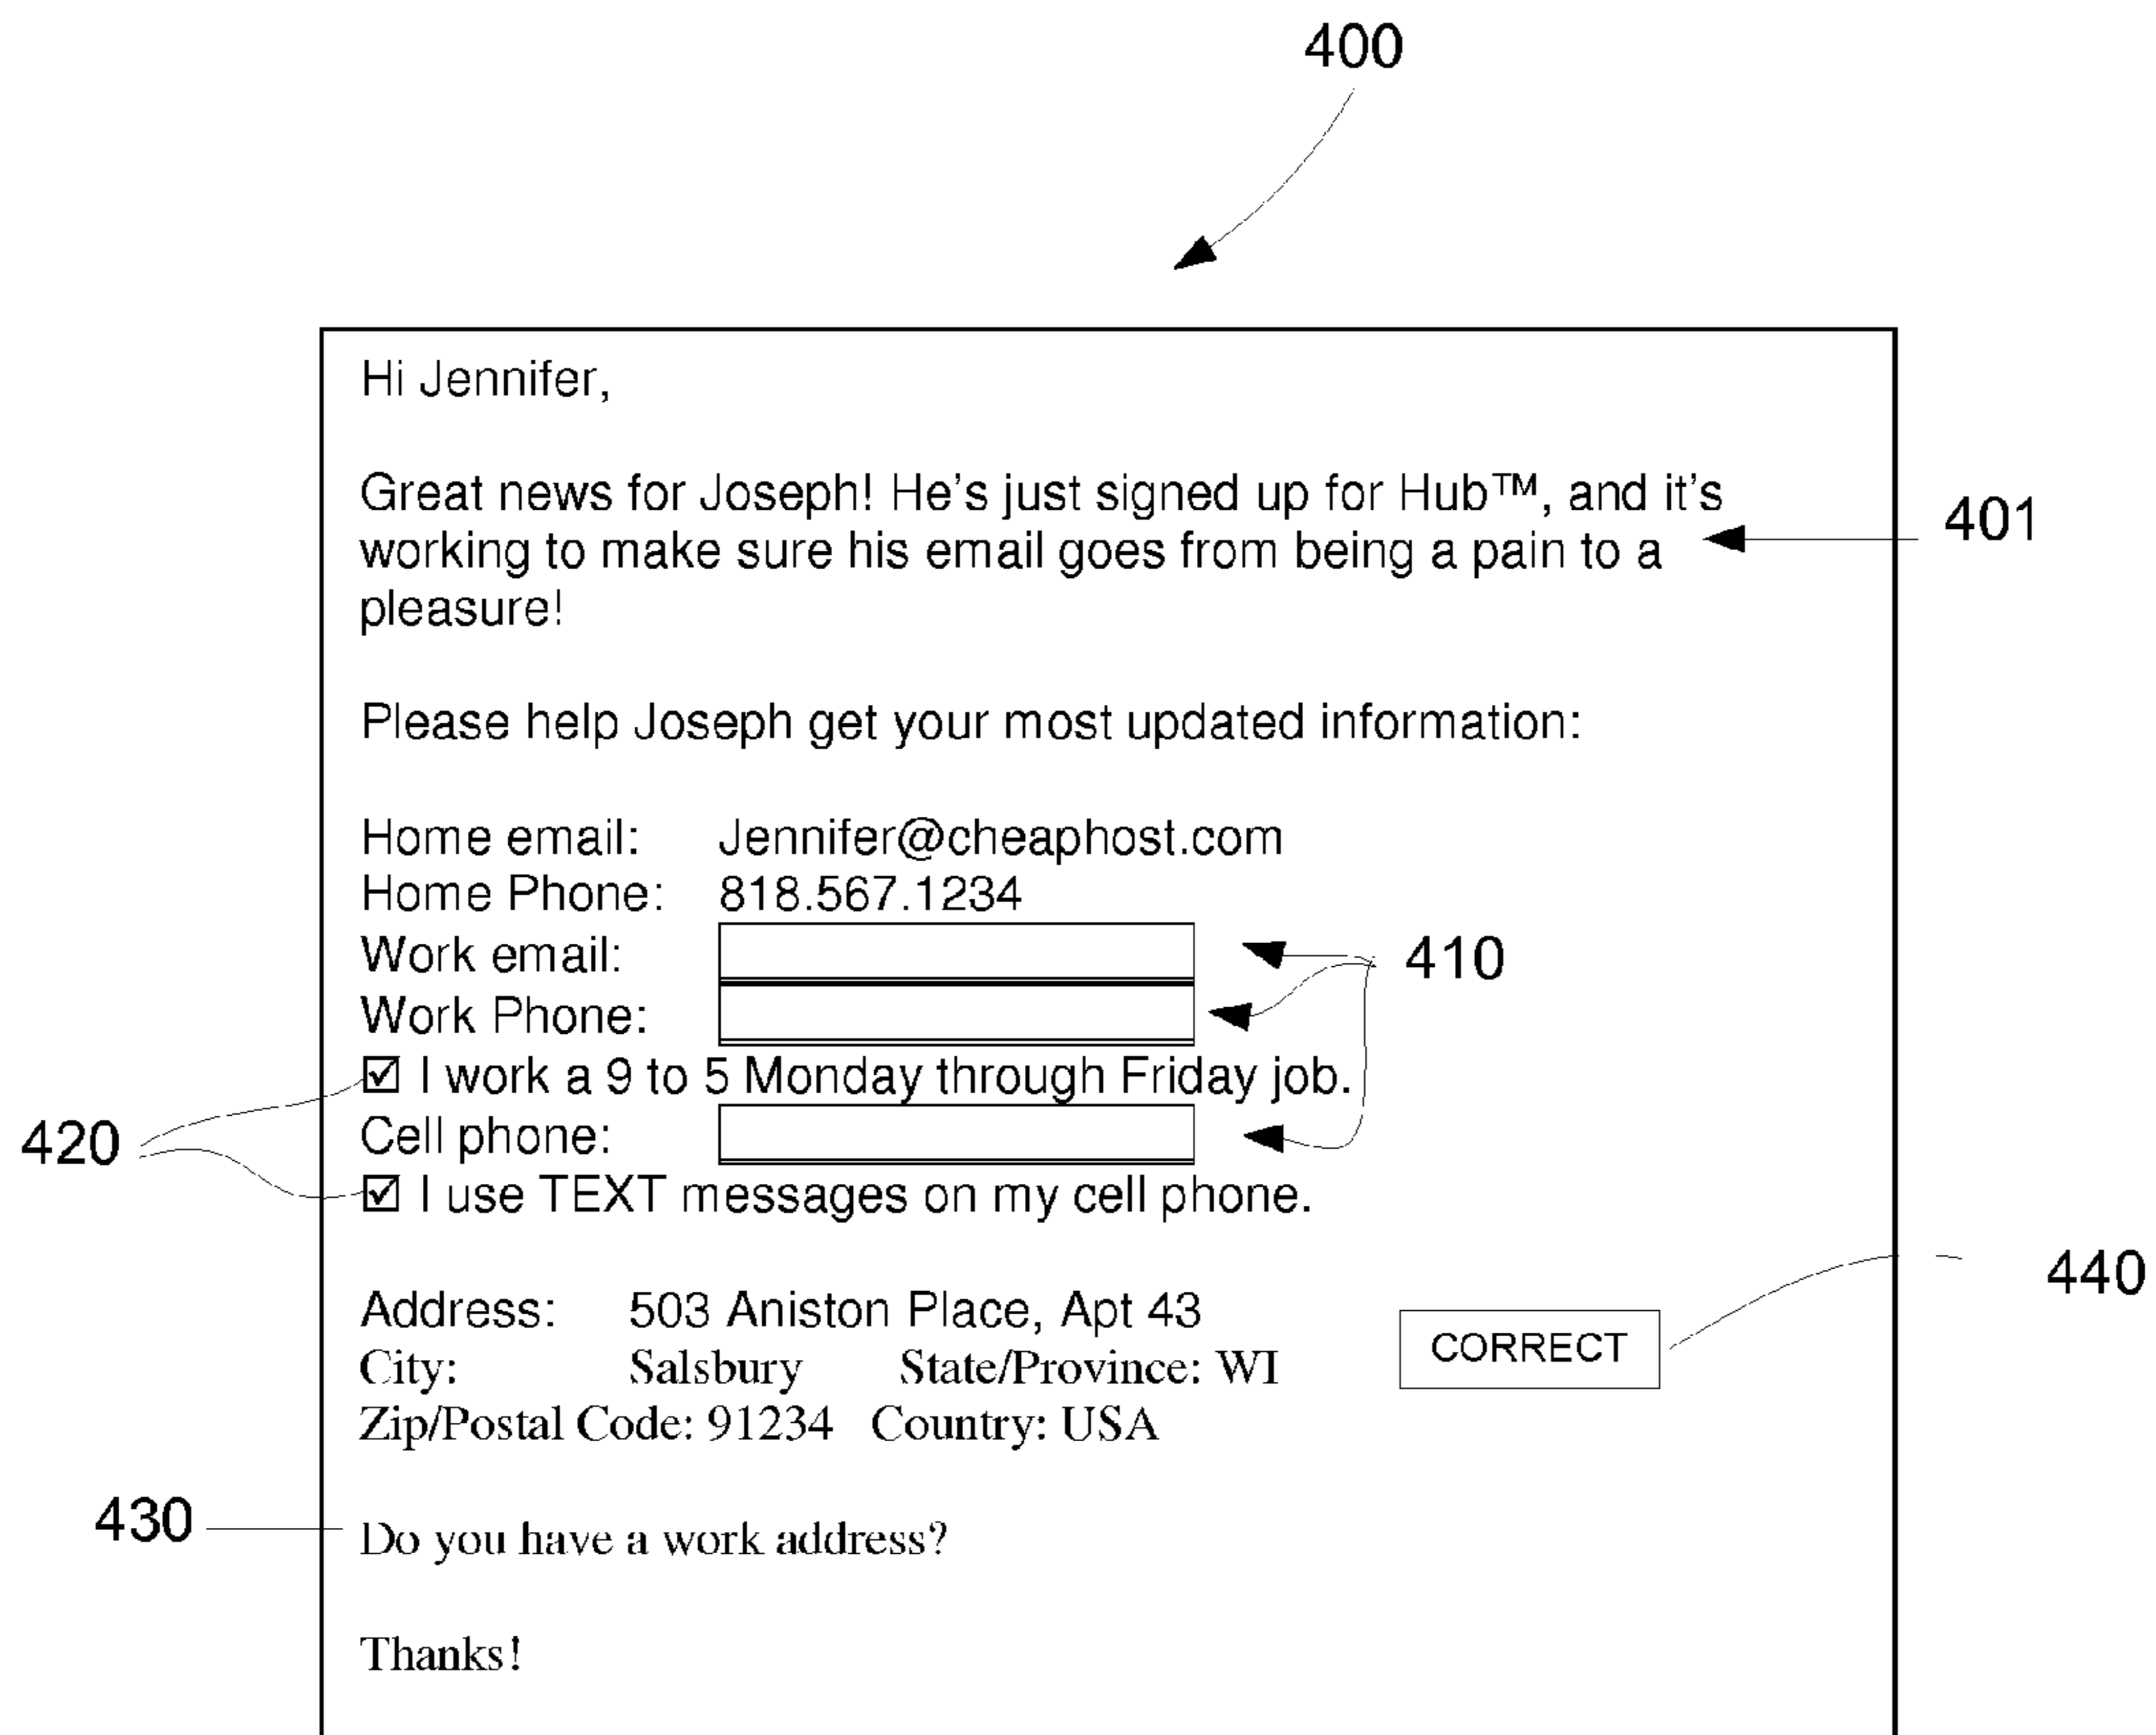 400
Hi Jennifer,
Great news for Joseph! He's just signed up for Hub™, and it's
working to make sure his email goes from being a pain to a
pleasure!
401
Please help Joseph get your most updated information:
Home email: Jennifer@cheaphost.com
Home Phone: 818.567.1234
Work email:
410
Work Phone:
☑ I work a 9 to 5 Monday through Friday job.
420
Cell phone:
☑ I use TEXT messages on my cell phone.
440
Address: 503 Aniston Place, Apt 43
CORRECT
City: Salsbury State/Province: WI
Zip/Postal Code: 91234 Country: USA
430
Do you have a work address?
Thanks!